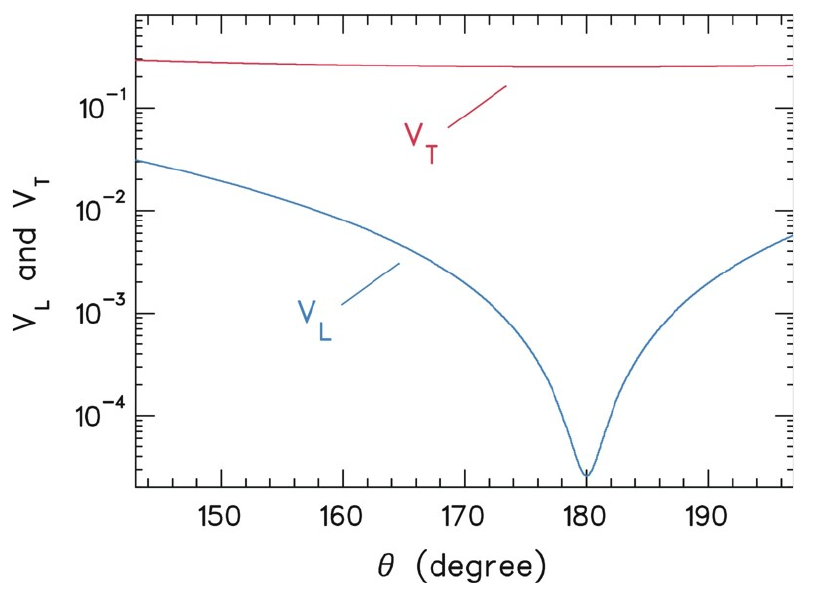 V_L and V_T
10^-1
10^-2
10^-3
10^-4
V_T
V_L
150 160 170 180 190
θ (degree)